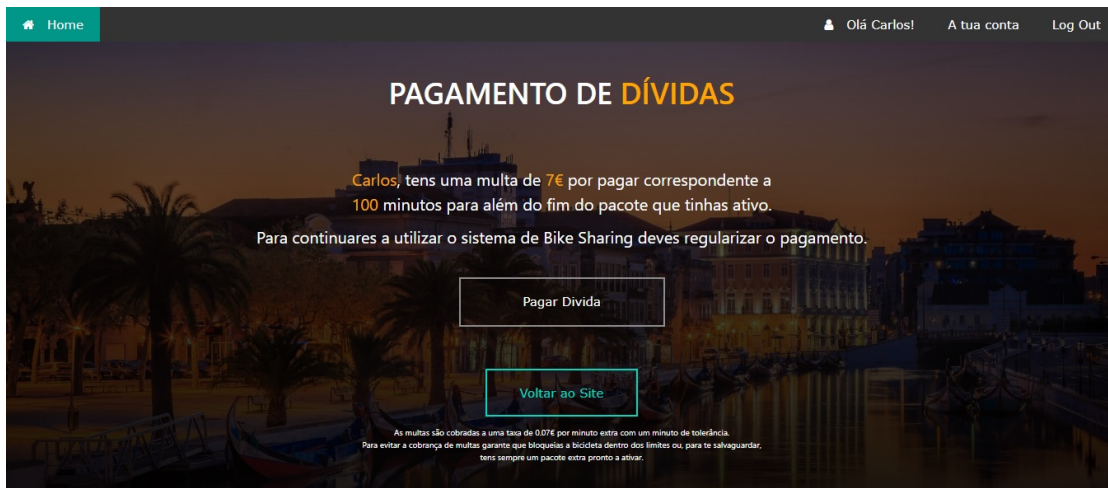 Home
Olá Carlos! A tua conta Log Out
PAGAMENTO DE DÍVIDAS
Carlos, tens uma multa de 7€ por pagar correspondente a
100 minutos para além do fim do pacote que tinhas ativo.
Para continuares a utilizar o sistema de Bike Sharing deves regularizar o pagamento.
Pagar Divida
Voltar ao Site
As multas são cobradas a uma taxa de 0.07€ por minuto extra com um minuto de tolerância.
Para evitar a cobrança de multas garante que bloqueias a bicicleta dentro dos limites ou, para te salvaguardar,
tens sempre um pacote extra pronto a ativar.